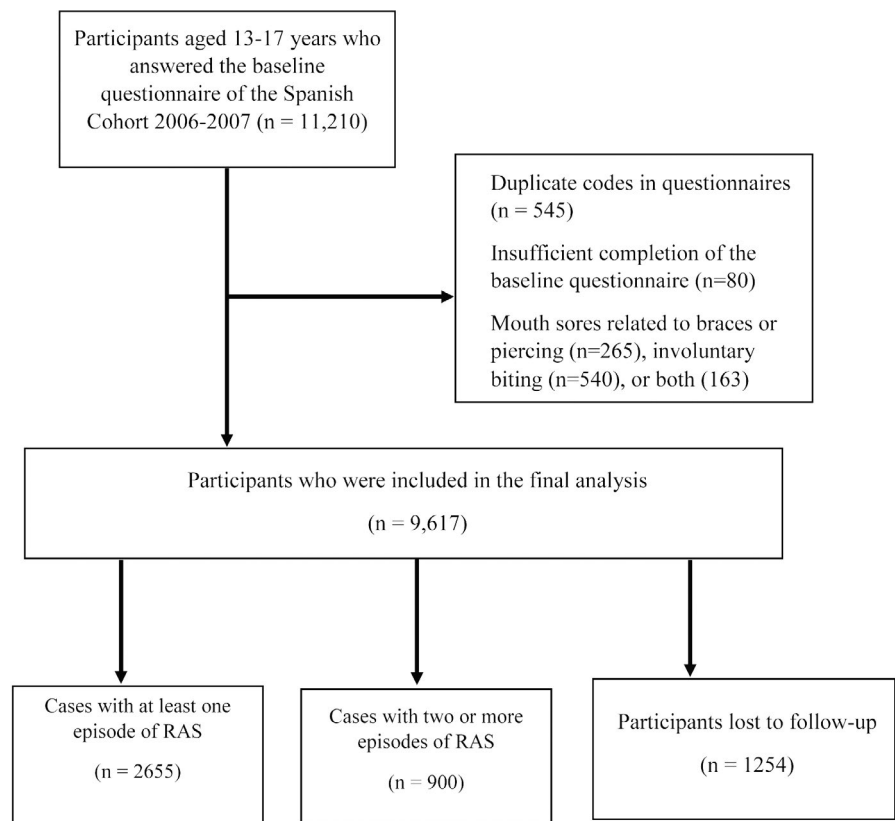 Participants aged 13-17 years who
answered the baseline
questionnaire of the Spanish
Cohort 2006-2007 (n = 11,210)
Duplicate codes in questionnaires
(n = 545)
Insufficient completion of the
baseline questionnaire (n=80)
Mouth sores related to braces or
piercing (n=265), involuntary
biting (n=540), or both (163)
Participants who were included in the final analysis
(n = 9,617)
Cases with at least one
episode of RAS
(n = 2655)
Cases with two or more
episodes of RAS
(n = 900)
Participants lost to follow-up
(n = 1254)